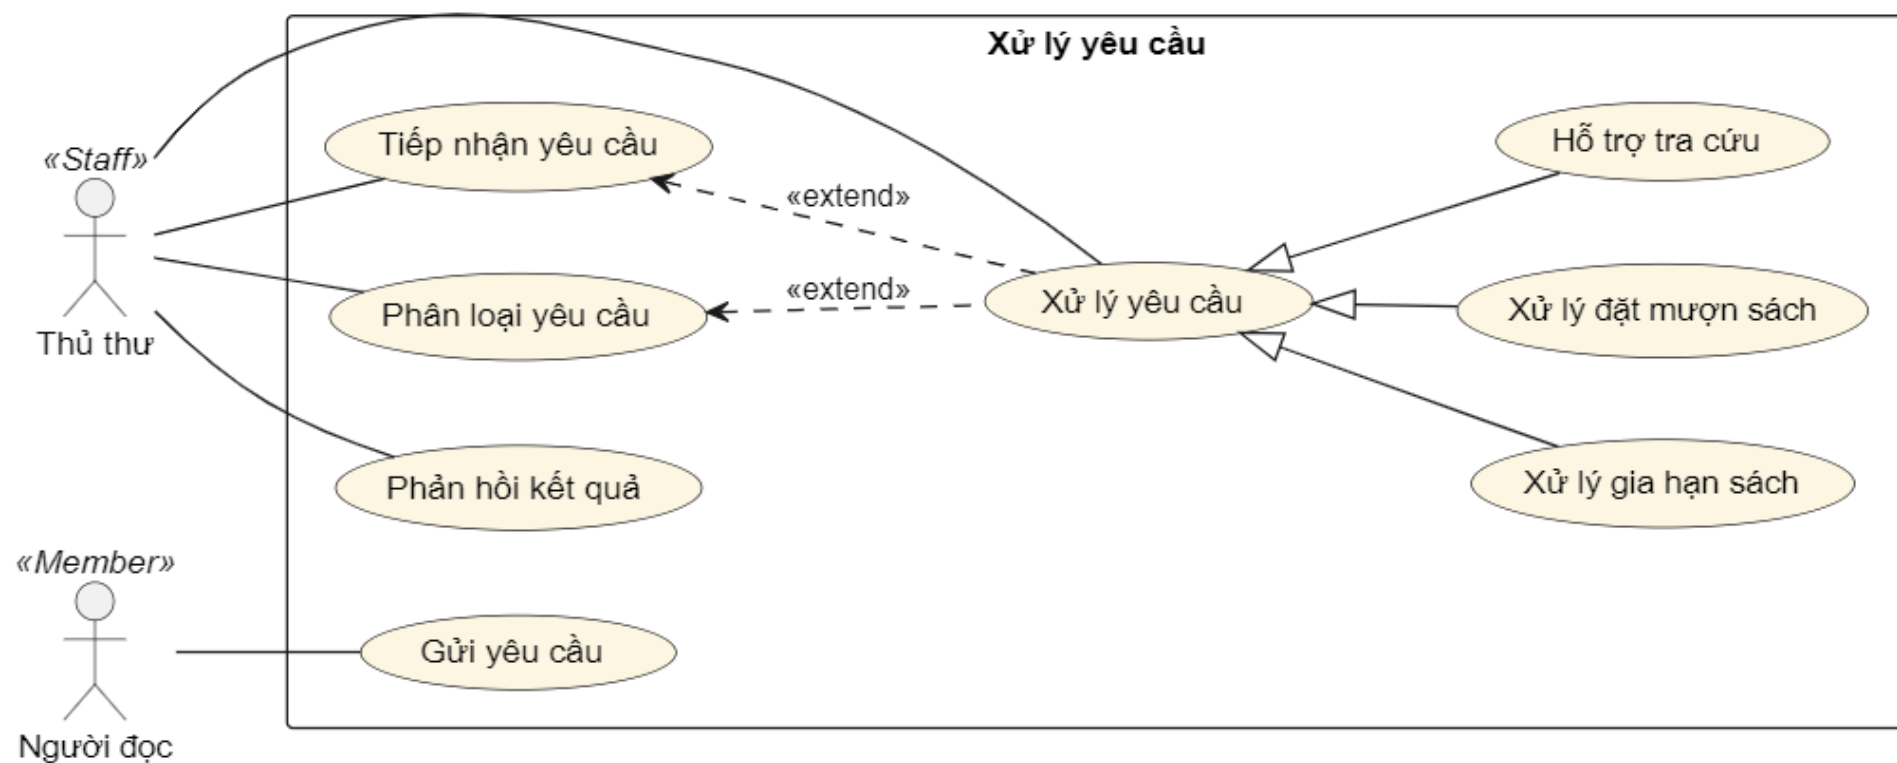 Xử lý yêu cầu
«Staff»
Thủ thư
Tiếp nhận yêu cầu
«extend»
Hỗ trợ tra cứu
Phân loại yêu cầu
«extend»
Xử lý yêu cầu
Xử lý đặt mượn sách
Phản hồi kết quả
Xử lý gia hạn sách
«Member»
Người đọc
Gửi yêu cầu